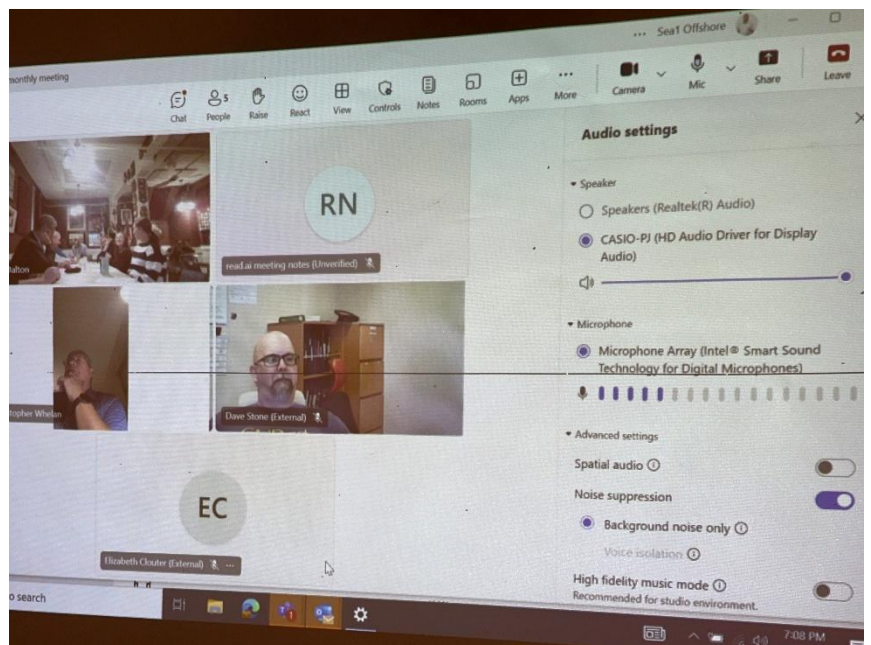 Sea1 Offshore
monthly meeting
5
Chat
People
Raise
React
View
Controls
Notes
Rooms
Apps
More
Camera
Mic
Share
Leave
Audio settings
Speaker
Speakers (Realtek(R) Audio)
CASIO-PJ (HD Audio Driver for Display
Audio)
Microphone
Microphone Array (Intel® Smart Sound
Technology for Digital Microphones)
Advanced settings
Spatial audio
Noise suppression
Background noise only
Voice isolation
High fidelity music mode
Recommended for studio environment.
alton
RN
read.ai meeting notes (Unverified)
topher Whelan
Dave Stone (External)
EC
Elizabeth Clouter (External)
o search
7:08 PM